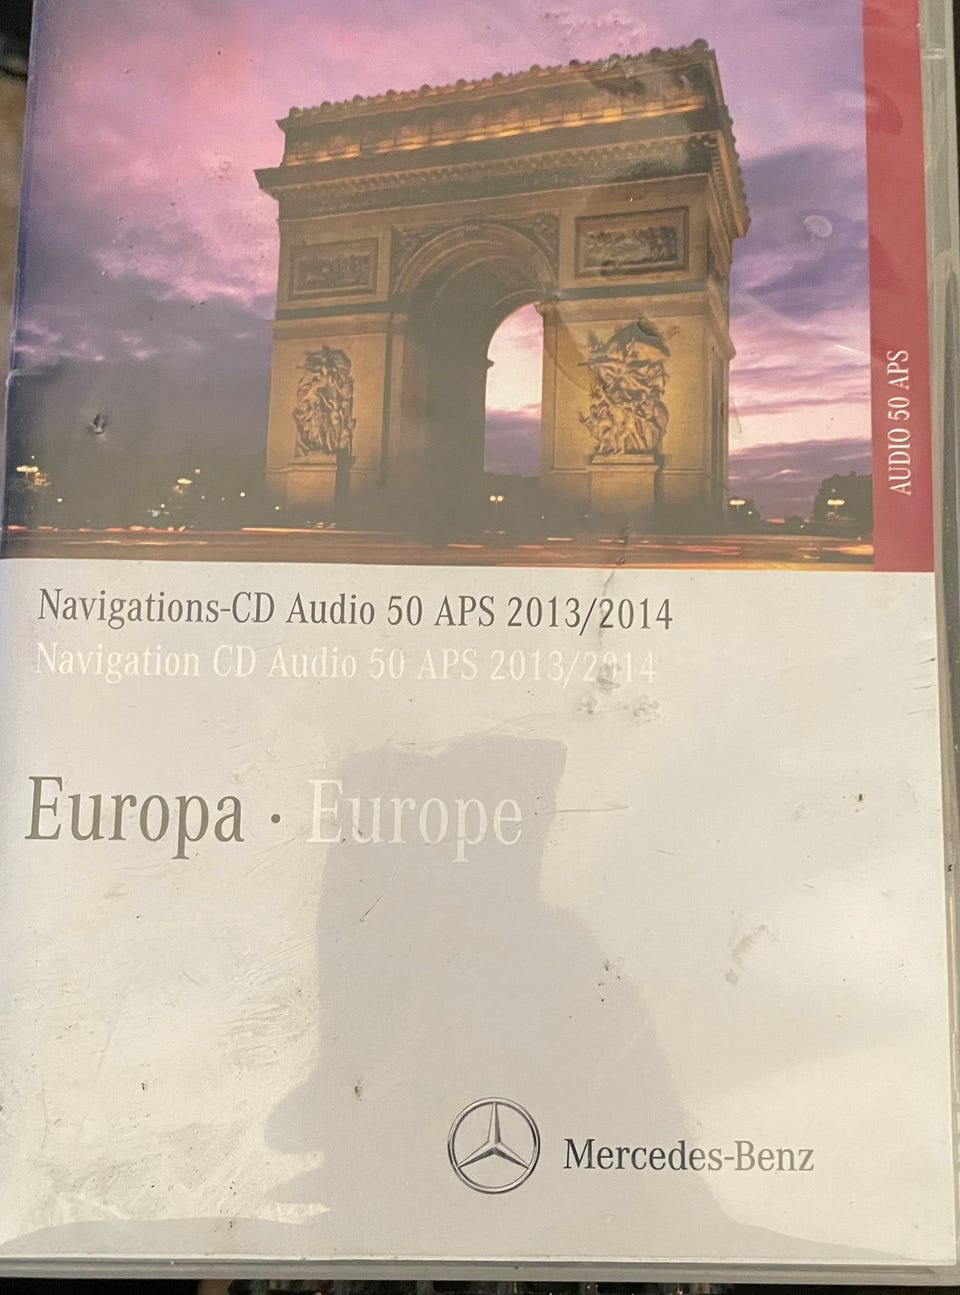 AUDIO 50 APS
Navigations-CD Audio 50 APS 2013/2014
Navigation CD Audio 50 APS 2013/2014
Europa · Europe
Mercedes-Benz